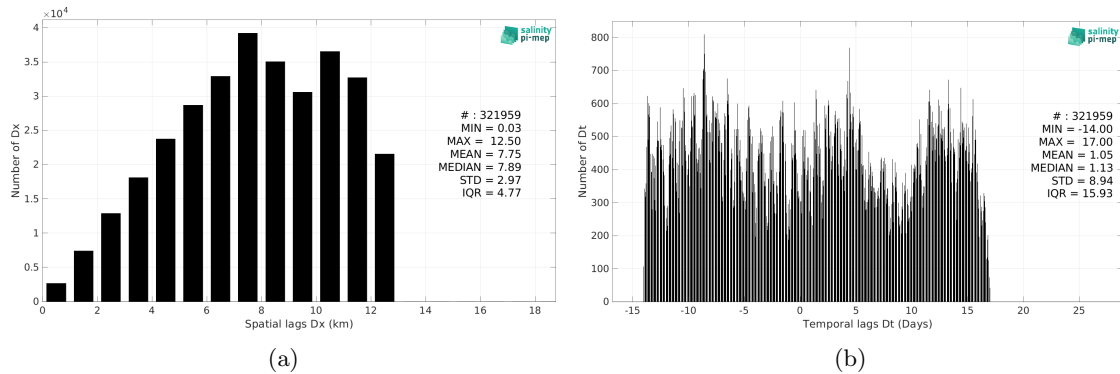 ×10⁴
4
3.5
3
2.5
2
1.5
1
0.5
0
Number of Dx
0 2 4 6 8 10 12 14 16 18
Spatial lags Dx (km)
salinity
pi-mep
# : 321959
MIN = 0.03
MAX = 12.50
MEAN = 7.75
MEDIAN = 7.89
STD = 2.97
IQR = 4.77
(a)
800
700
600
500
400
300
200
100
0
Number of Dt
-15 -10 -5 0 5 10 15 20 25
Temporal lags Dt (Days)
salinity
pi-mep
# : 321959
MIN = -14.00
MAX = 17.00
MEAN = 1.05
MEDIAN = 1.13
STD = 8.94
IQR = 15.93
(b)